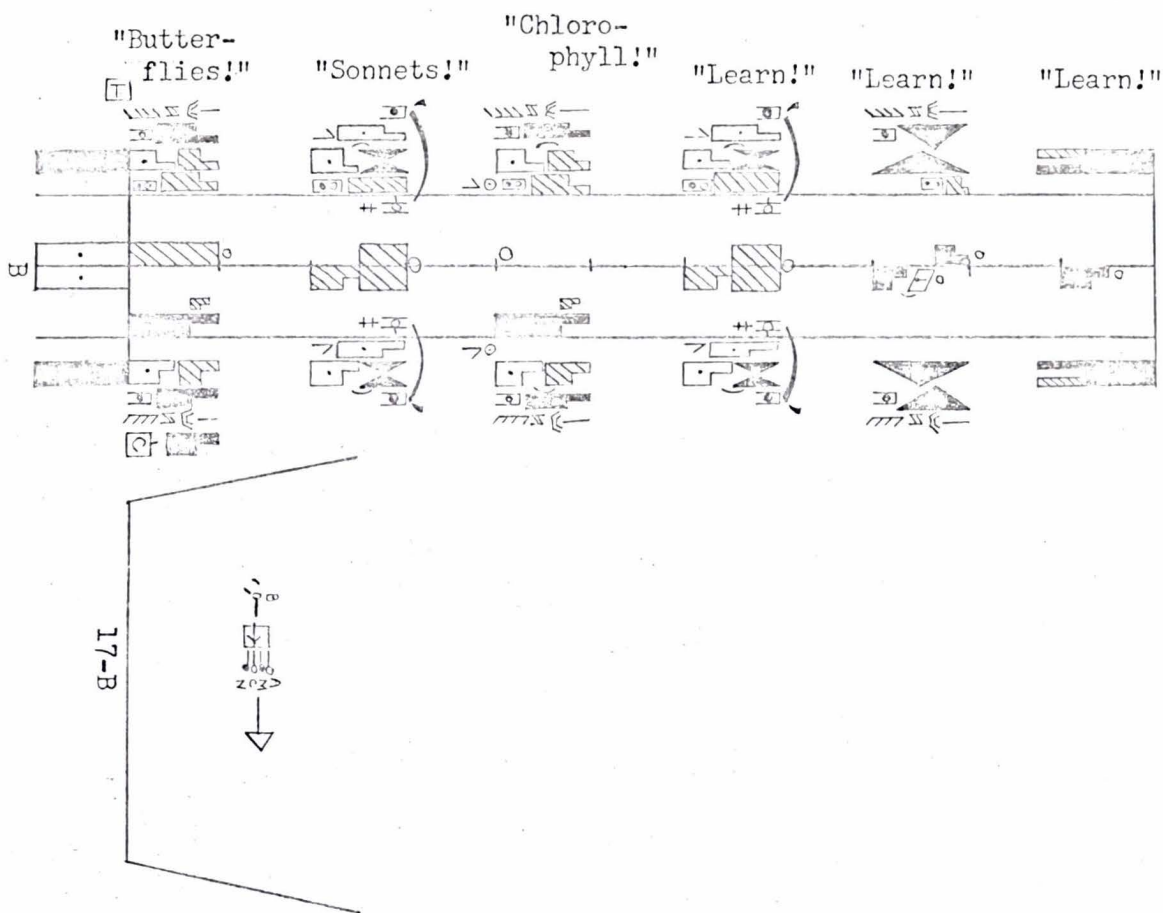 "Butter-
flies!"
"Sonnets!"
"Chloro-
phyll!"
"Learn!"
"Learn!"
"Learn!"
B
17-B